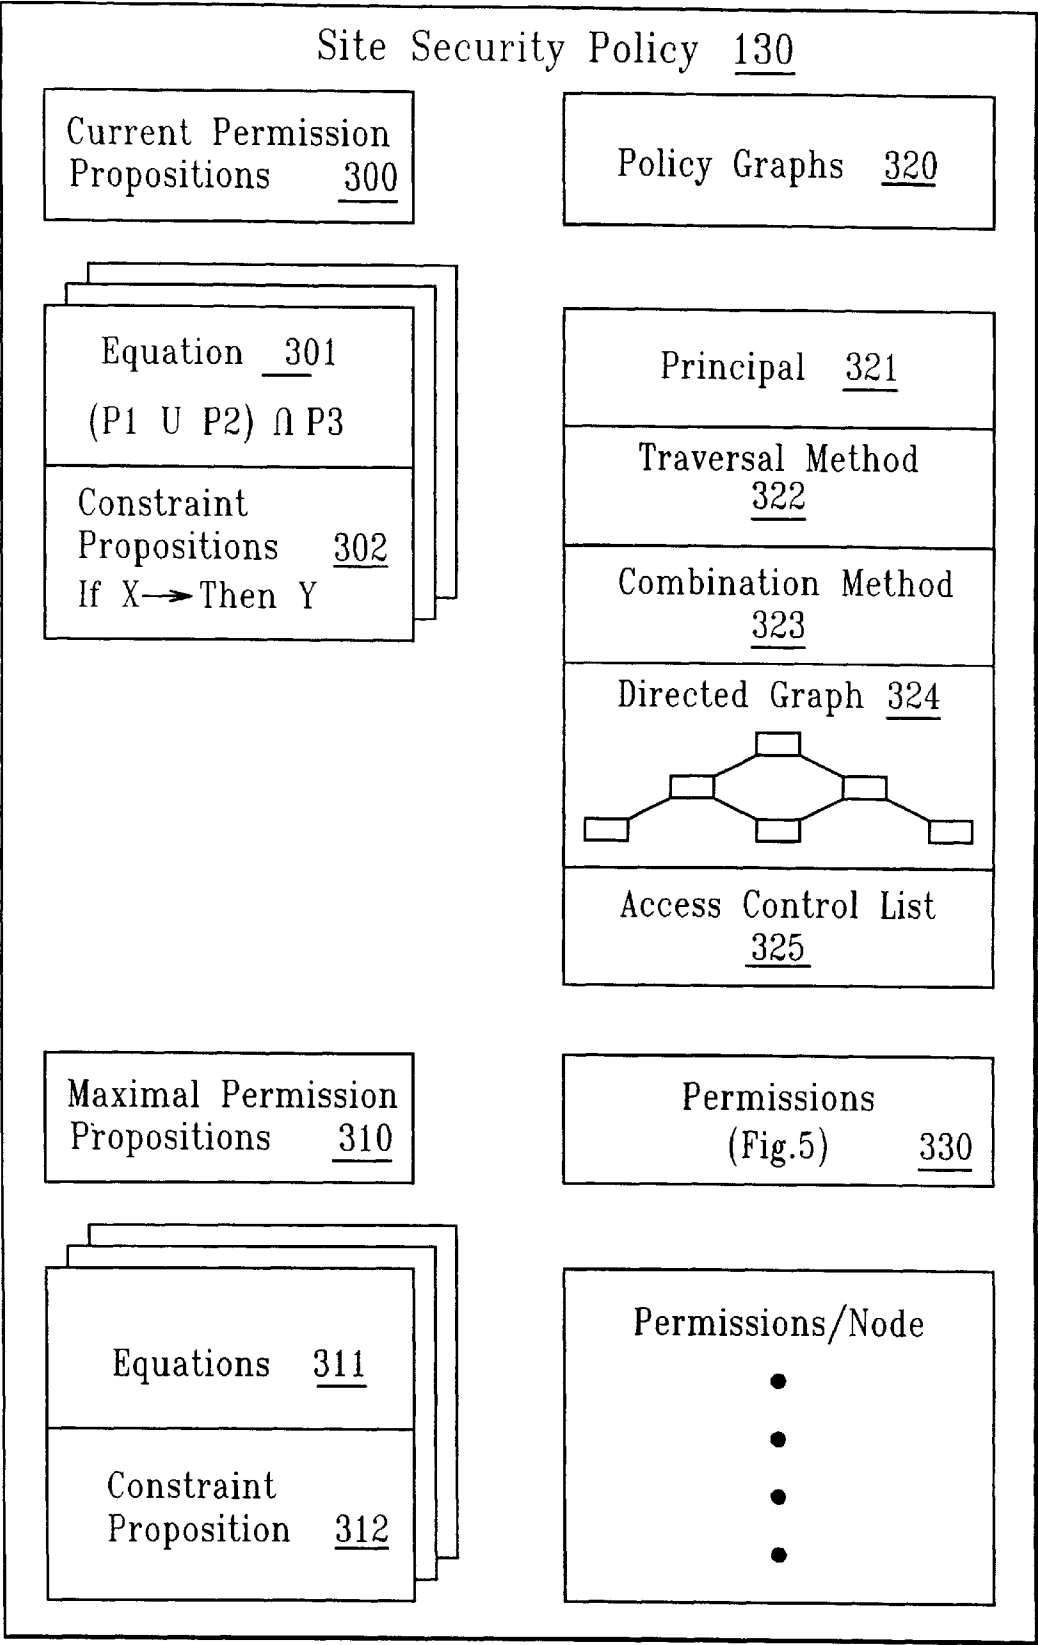 Site Security Policy 130
Current Permission
Propositions 300
Equation 301
(P1 U P2) ∩ P3
Constraint
Propositions 302
If X→Then Y
Policy Graphs 320
Principal 321
Traversal Method
322
Combination Method
323
Directed Graph 324
Access Control List
325
Maximal Permission
Propositions 310
Equations 311
Constraint
Proposition 312
Permissions
(Fig.5) 330
Permissions/Node